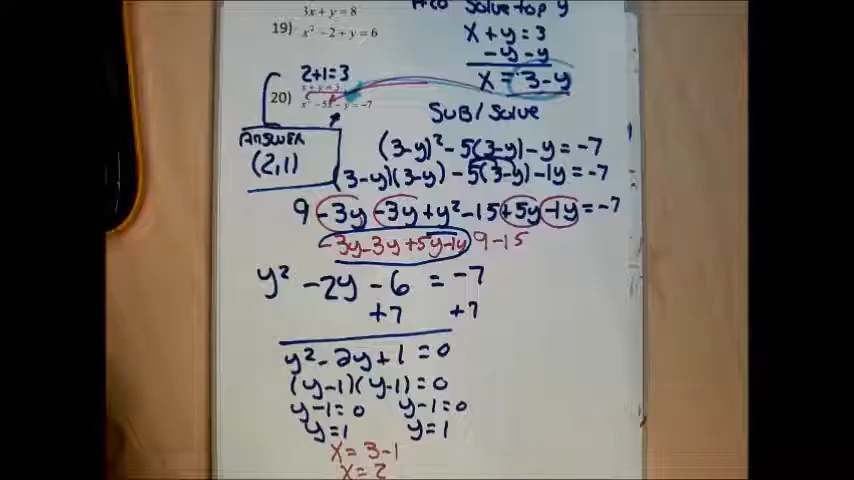 3x + y = 8
19) x² - 2 + y = 6
Solve top y
x + y = 3
-y -y
x = 3-y
2+1=3
x + y = 3
20) x² - 5x - y = -7
SUB/Solve
ANSWER
(2,1)
(3-y)² - 5(3-y) - y = -7
(3-y)(3-y) - 5(3-y) - 1y = -7
9 -3y -3y + y² - 15 + 5y - 1y = -7
-3y-3y+5y-1y 9-15
y² - 2y - 6 = -7
+7 +7
y² - 2y + 1 = 0
(y-1)(y-1) = 0
y-1=0 y-1=0
y=1 y=1
x = 3-1
x = 2